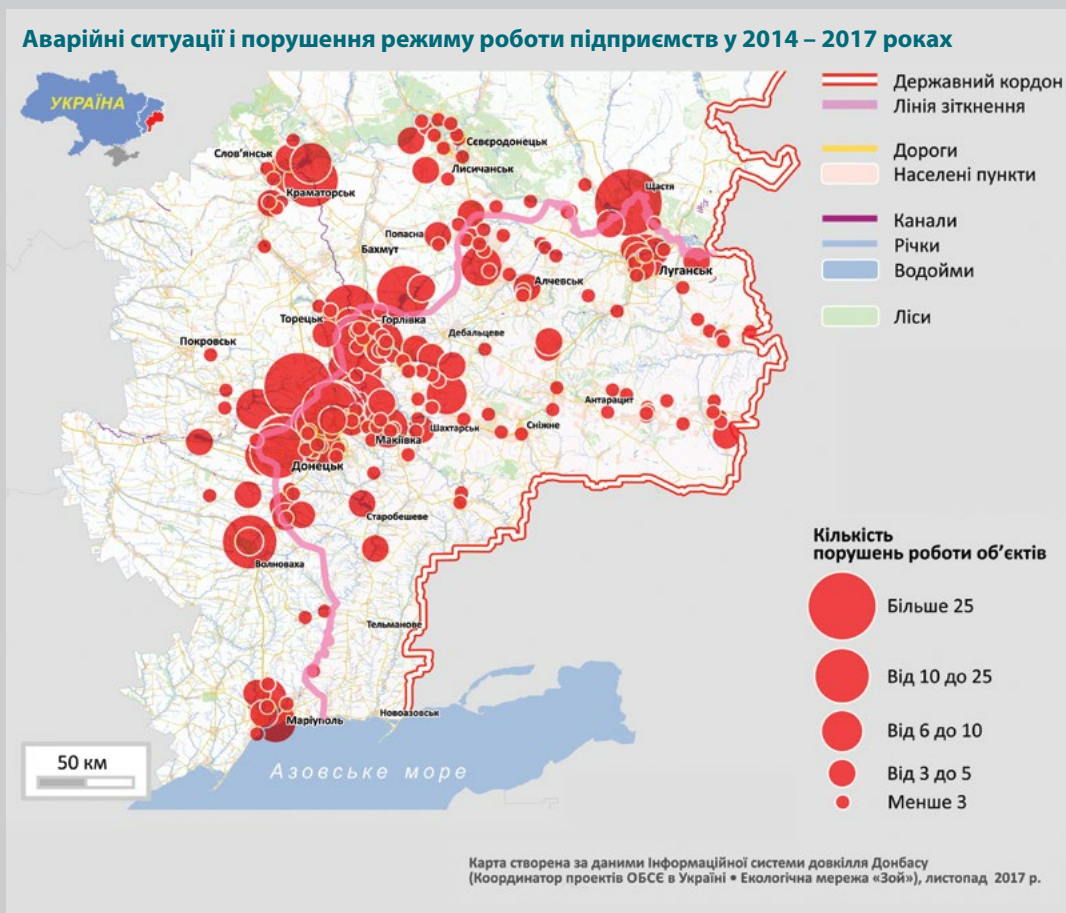 Аварійні ситуації і порушення режиму роботи підприємств у 2014 – 2017 роках
УКРАЇНА
Державний кордон
Лінія зіткнення
Дороги
Населені пункти
Канали
Річки
Водойми
Ліси
Слов'янськ
Краматорськ
Сєвєродонецьк
Лисичанськ
Щастя
Попасна
Бахмут
Луганськ
Алчевськ
Торецьк
Горлівка
Дебальцеве
Покровськ
Антрацит
Сніжне
Шахтарськ
Макіївка
Донецьк
Старобешеве
Волноваха
Тельманове
Новоазовськ
Маріуполь
Азовське море
50 км
Кількість
порушень роботи об'єктів
Більше 25
Від 10 до 25
Від 6 до 10
Від 3 до 5
Менше 3
Карта створена за даними Інформаційної системи довкілля Донбасу
(Координатор проектів ОБСЄ в Україні • Екологічна мережа «Зой»), листопад 2017 р.